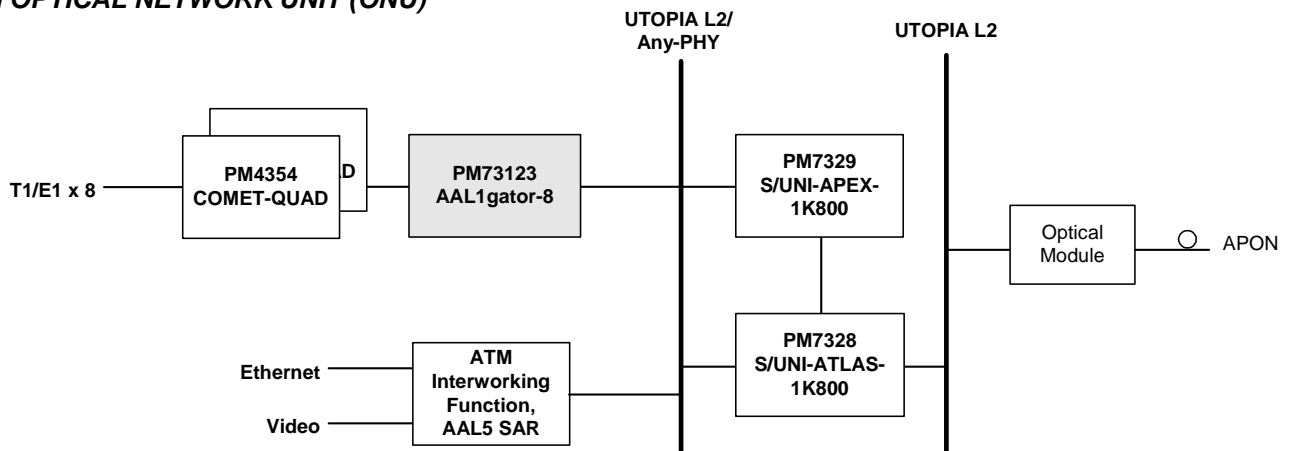 OPTICAL NETWORK UNIT (ONU)
UTOPIA L2/
Any-PHY
UTOPIA L2
T1/E1 x 8
PM4354
COMET-QUAD
D
PM73123
AAL1gator-8
PM7329
S/UNI-APEX-
1K800
Optical
Module
APON
PM7328
S/UNI-ATLAS-
1K800
Ethernet
Video
ATM
Interworking
Function,
AAL5 SAR